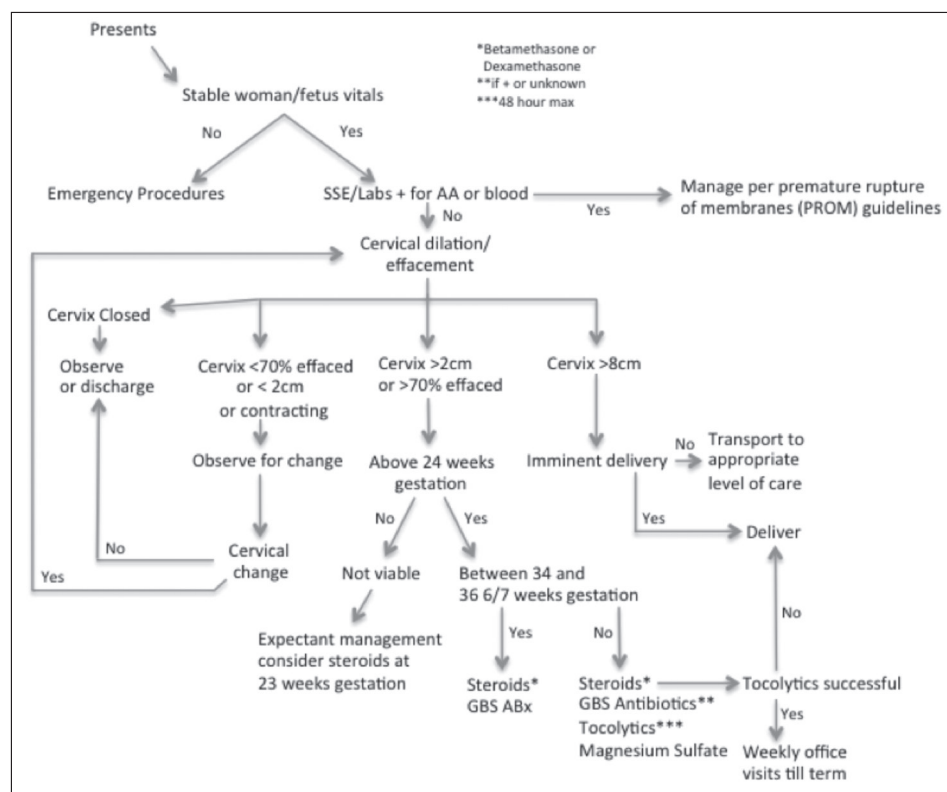 Presents
*Betamethasone or
Dexamethasone
**if + or unknown
***48 hour max
Stable woman/fetus vitals
No
Yes
Emergency Procedures
SSE/Labs + for AA or blood
Yes
Manage per premature rupture
of membranes (PROM) guidelines
No
Cervical dilation/
effacement
Cervix Closed
Observe
or discharge
Cervix <70% effaced
or < 2cm
or contracting
Cervix >2cm
or >70% effaced
Cervix >8cm
Observe for change
Above 24 weeks
gestation
Imminent delivery
No
Transport to
appropriate
level of care
Yes
Deliver
No
Yes
No
Cervical
change
Yes
Not viable
Between 34 and
36 6/7 weeks gestation
No
Expectant management
consider steroids at
23 weeks gestation
Yes
No
Steroids*
GBS ABx
Steroids*
GBS Antibiotics**
Tocolytics***
Magnesium Sulfate
Tocolytics successful
Yes
Weekly office
visits till term